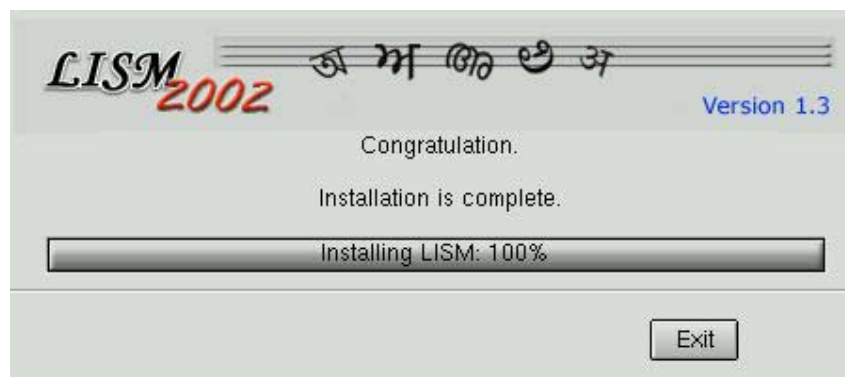 LISM
2002
অ ਅ അ అ अ
Version 1.3
Congratulation.
Installation is complete.
Installing LISM: 100%
Exit